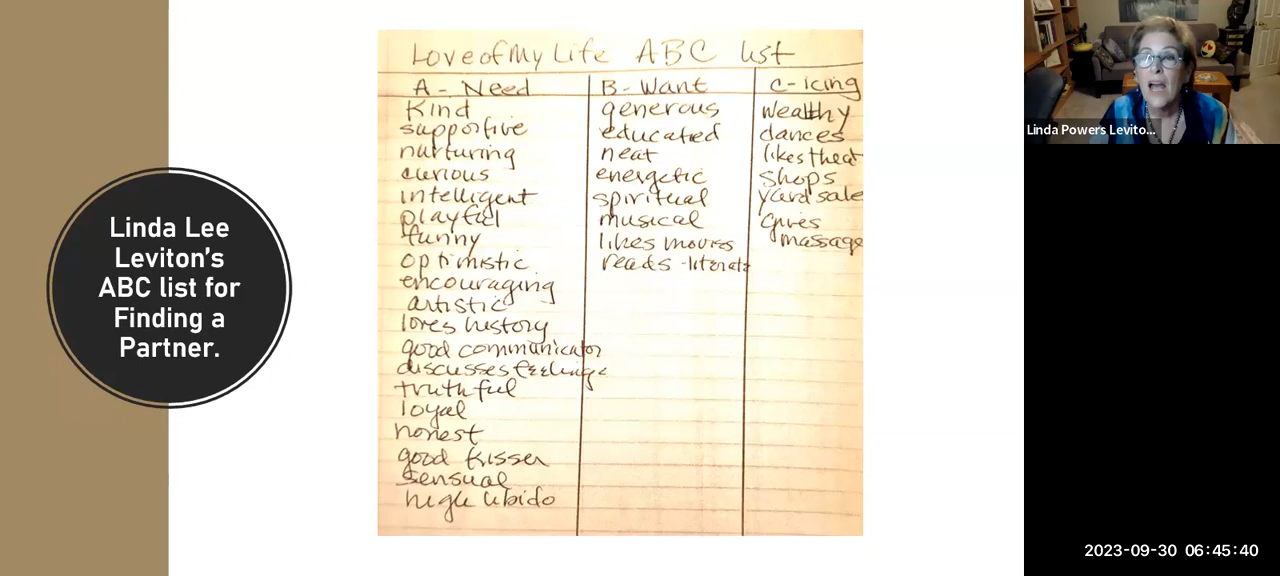 Linda Lee
Leviton's
ABC list for
Finding a
Partner.
Love of My Life ABC list
A - Need
Kind
supportive
nurturing
curious
intelligent
playful
funny
optimistic
encouraging
artistic
loves history
good communicator
discusses feelings
truthful
loyal
honest
good kisser
sensual
high libido
B - Want
generous
educated
neat
energetic
spiritual
musical
likes movies
reads - literate
C - icing
wealthy
dances
likes theat
shops
yard sale
gives
massage
Linda Powers Levito...
2023-09-30 06:45:40